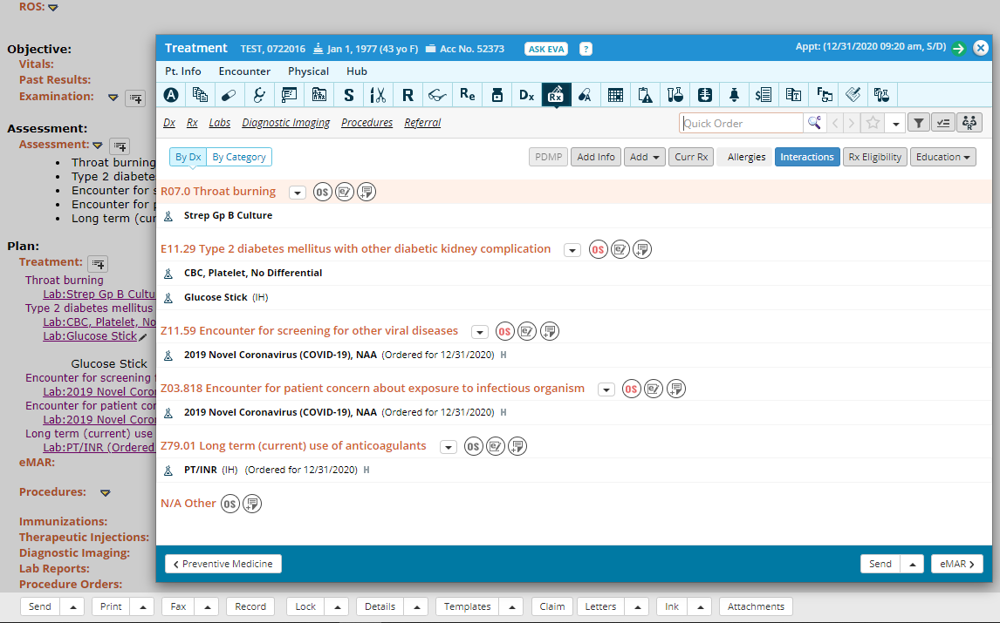 ROS:
Objective:
Vitals:
Past Results:
Examination:
Assessment:
Assessment:
Throat burning
Type 2 diabete
Encounter for s
Encounter for p
Long term (cur
Plan:
Treatment:
Throat burning
Lab:Strep Gp B Cultu
Type 2 diabetes mellitus
Lab:CBC, Platelet, No
Lab:Glucose Stick
Glucose Stick
Encounter for screening f
Lab:2019 Novel Coron
Encounter for patient con
Lab:2019 Novel Coron
Long term (current) use
Lab:PT/INR (Ordered
eMAR:
Procedures:
Immunizations:
Therapeutic Injections:
Diagnostic Imaging:
Lab Reports:
Procedure Orders:
Treatment TEST, 0722016 Jan 1, 1977 (43 yo F) Acc No. 52373 ASK EVA ? Appt: (12/31/2020 09:20 am, S/D)
Pt. Info Encounter Physical Hub
A S R Re Dx Rx
Dx Rx Labs Diagnostic Imaging Procedures Referral Quick Order
By Dx By Category PDMP Add Info Add Curr Rx Allergies Interactions Rx Eligibility Education
R07.0 Throat burning OS
Strep Gp B Culture
E11.29 Type 2 diabetes mellitus with other diabetic kidney complication OS
CBC, Platelet, No Differential
Glucose Stick (IH)
Z11.59 Encounter for screening for other viral diseases OS
2019 Novel Coronavirus (COVID-19), NAA (Ordered for 12/31/2020) H
Z03.818 Encounter for patient concern about exposure to infectious organism OS
2019 Novel Coronavirus (COVID-19), NAA (Ordered for 12/31/2020) H
Z79.01 Long term (current) use of anticoagulants OS
PT/INR (IH) (Ordered for 12/31/2020) H
N/A Other OS
Preventive Medicine Send eMAR
Send Print Fax Record Lock Details Templates Claim Letters Ink Attachments